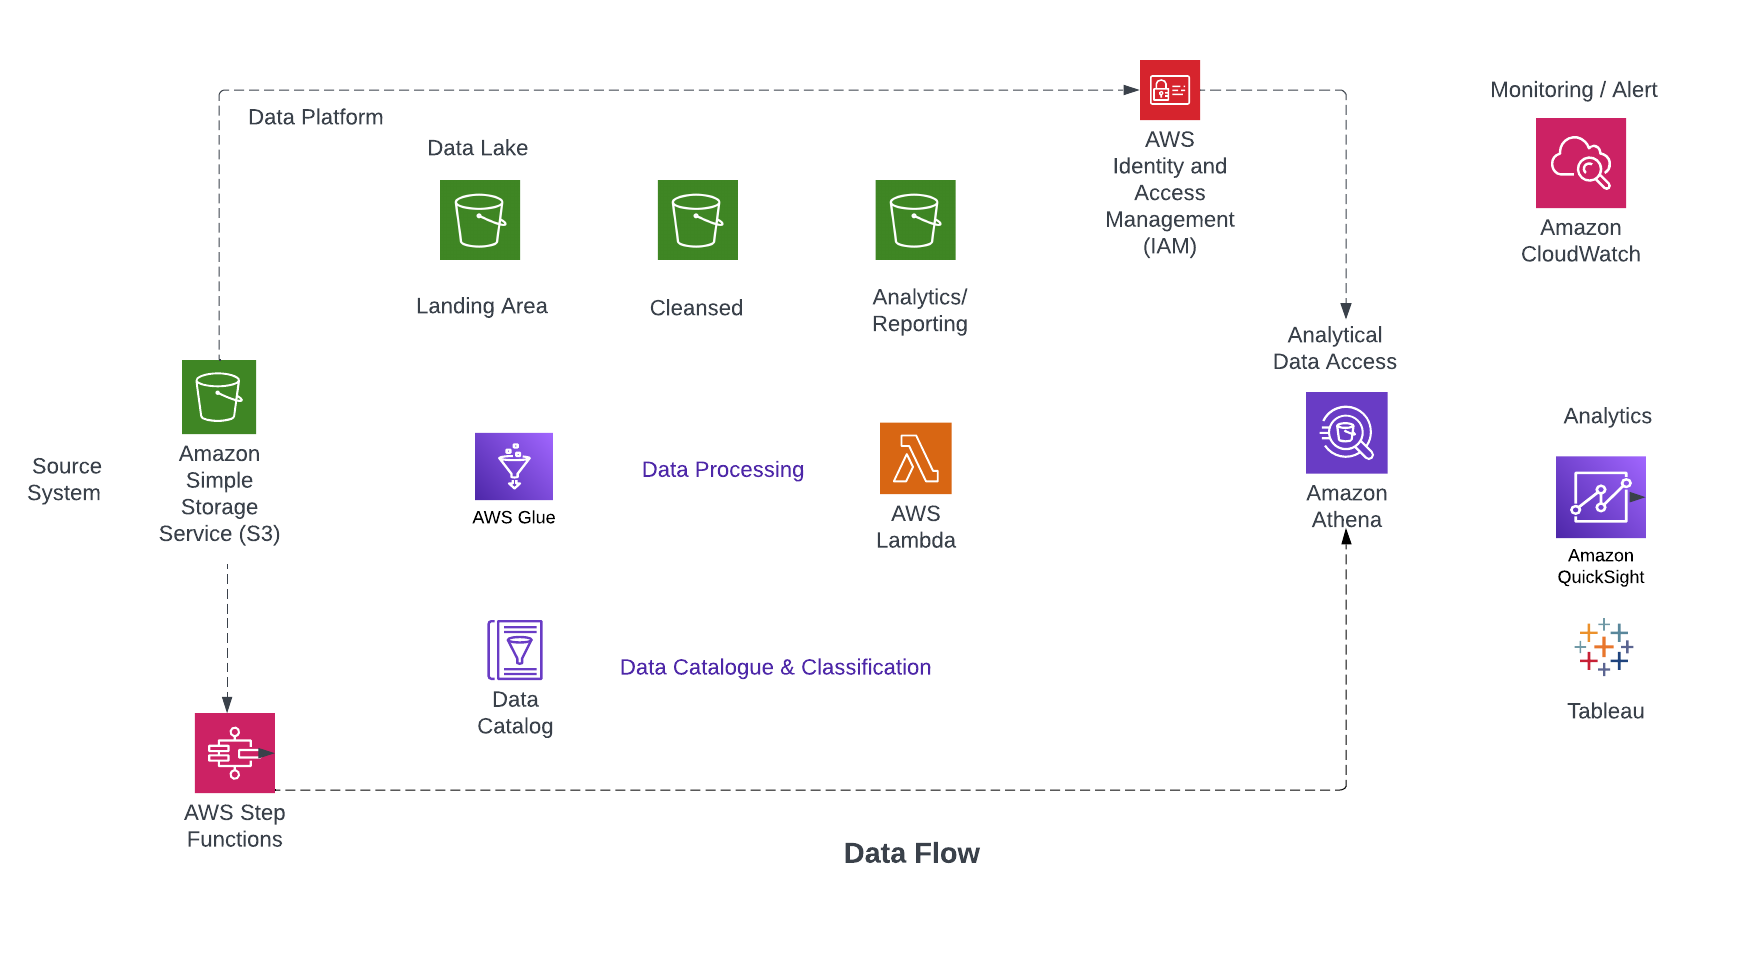 Data Platform
Data Lake
Landing Area
Cleansed
Analytics/
Reporting
AWS
Identity and
Access
Management
(IAM)
Monitoring / Alert
Amazon
CloudWatch
Source
System
Amazon
Simple
Storage
Service (S3)
AWS Glue
Data Processing
AWS
Lambda
Analytical
Data Access
Amazon
Athena
Analytics
Amazon
QuickSight
Tableau
Data
Catalog
Data Catalogue & Classification
AWS Step
Functions
Data Flow